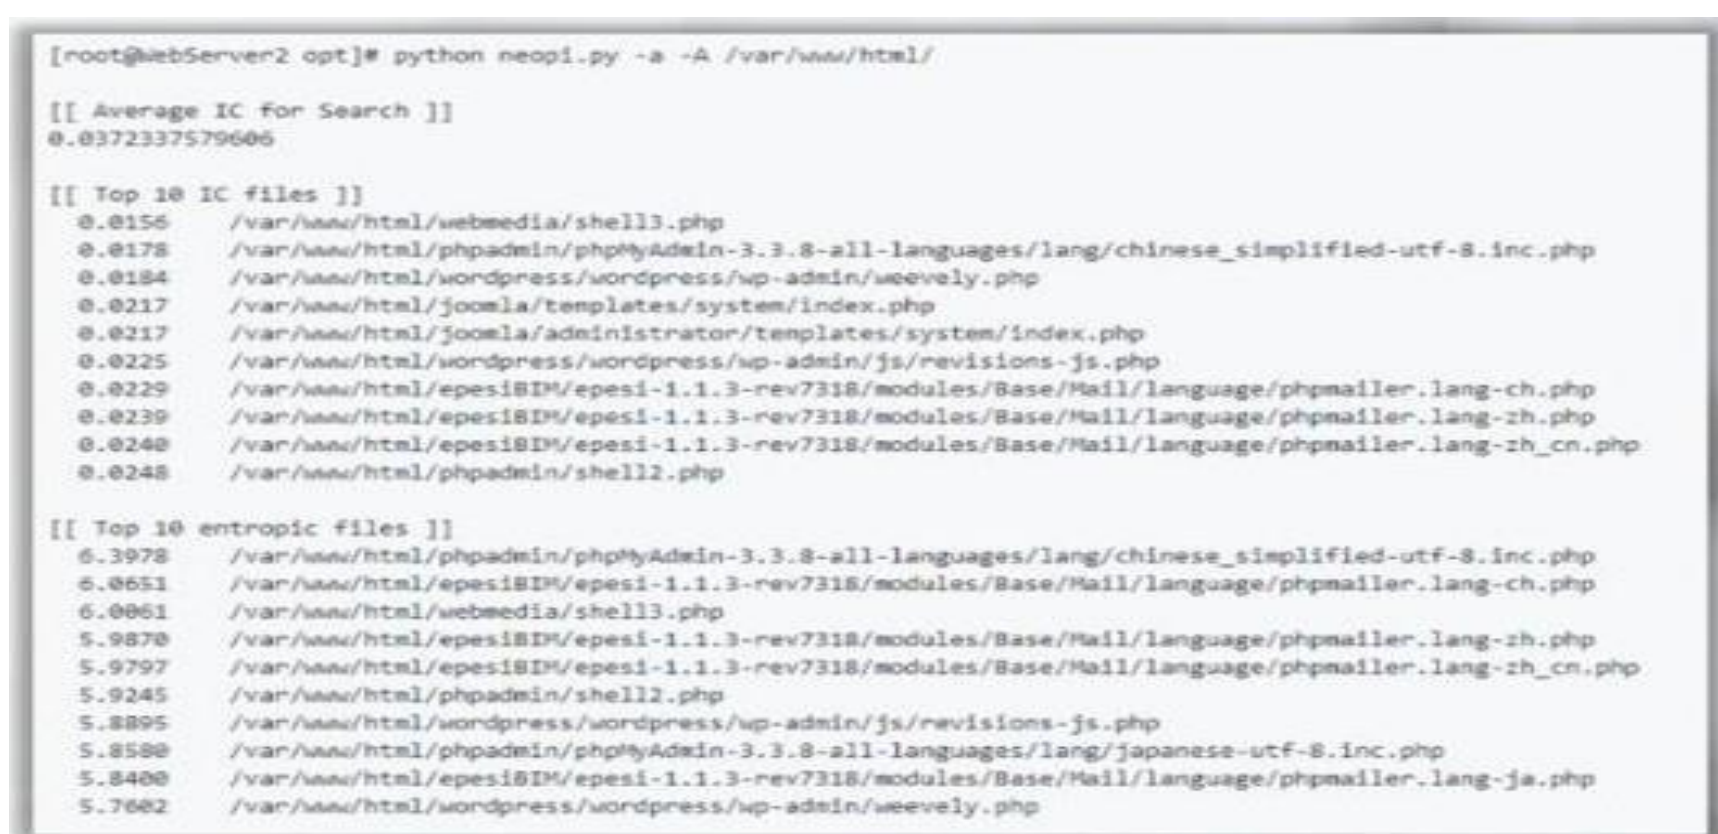 [root@WebServer2 opt]# python neopi.py -a -A /var/www/html/
[[ Average IC for Search ]]
0.0372337579606
[[ Top 10 IC files ]]
0.0156 /var/www/html/webmedia/shell3.php
0.0178 /var/www/html/phpadmin/phpMyAdmin-3.3.8-all-languages/lang/chinese_simplified-utf-8.inc.php
0.0184 /var/www/html/wordpress/wordpress/wp-admin/weevely.php
0.0217 /var/www/html/joomla/templates/system/index.php
0.0217 /var/www/html/joomla/administrator/templates/system/index.php
0.0225 /var/www/html/wordpress/wordpress/wp-admin/js/revisions-js.php
0.0229 /var/www/html/epesiBIM/epesi-1.1.3-rev7318/modules/Base/Mail/language/phpmailer.lang-ch.php
0.0239 /var/www/html/epesiBIM/epesi-1.1.3-rev7318/modules/Base/Mail/language/phpmailer.lang-zh.php
0.0240 /var/www/html/epesiBIM/epesi-1.1.3-rev7318/modules/Base/Mail/language/phpmailer.lang-zh_cn.php
0.0248 /var/www/html/phpadmin/shell2.php
[[ Top 10 entropic files ]]
6.3978 /var/www/html/phpadmin/phpMyAdmin-3.3.8-all-languages/lang/chinese_simplified-utf-8.inc.php
6.0651 /var/www/html/epesiBIM/epesi-1.1.3-rev7318/modules/Base/Mail/language/phpmailer.lang-ch.php
6.0061 /var/www/html/webmedia/shell3.php
5.9870 /var/www/html/epesiBIM/epesi-1.1.3-rev7318/modules/Base/Mail/language/phpmailer.lang-zh.php
5.9797 /var/www/html/epesiBIM/epesi-1.1.3-rev7318/modules/Base/Mail/language/phpmailer.lang-zh_cn.php
5.9245 /var/www/html/phpadmin/shell2.php
5.8895 /var/www/html/wordpress/wordpress/wp-admin/js/revisions-js.php
5.8580 /var/www/html/phpadmin/phpMyAdmin-3.3.8-all-languages/lang/japanese-utf-8.inc.php
5.8400 /var/www/html/epesiBIM/epesi-1.1.3-rev7318/modules/Base/Mail/language/phpmailer.lang-ja.php
5.7602 /var/www/html/wordpress/wordpress/wp-admin/weevely.php